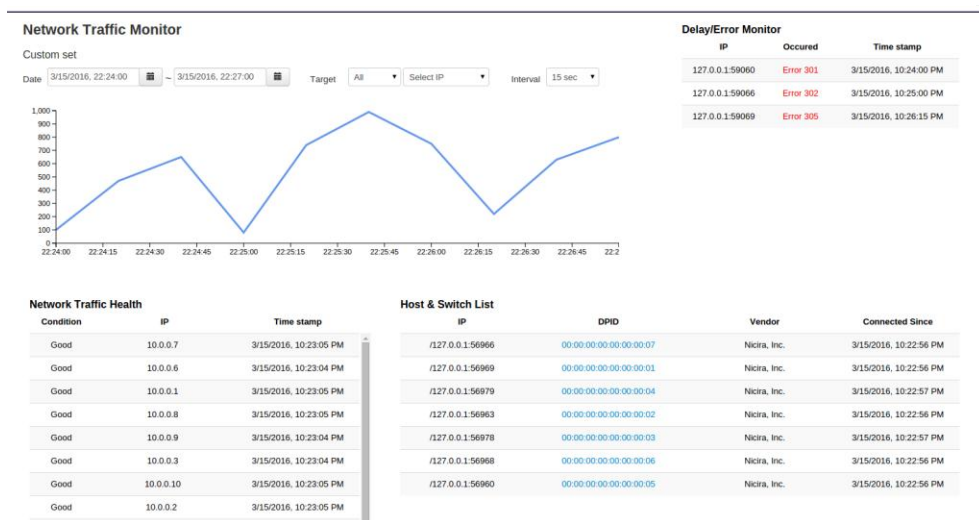 Network Traffic Monitor
Custom set
Date 3/15/2016, 22:24:00 ~ 3/15/2016, 22:27:00 Target All Select IP Interval 15 sec
1,000
900
800
700
600
500
400
300
200
100
0
22:24:00 22:24:15 22:24:30 22:24:45 22:25:00 22:25:15 22:25:30 22:25:45 22:26:00 22:26:15 22:26:30 22:26:45 22:2
Delay/Error Monitor
IP Occured Time stamp
127.0.0.1:59060 Error 301 3/15/2016, 10:24:00 PM
127.0.0.1:59066 Error 302 3/15/2016, 10:25:00 PM
127.0.0.1:59069 Error 305 3/15/2016, 10:26:15 PM
Network Traffic Health
Condition IP Time stamp
Good 10.0.0.7 3/15/2016, 10:23:05 PM
Good 10.0.0.6 3/15/2016, 10:23:04 PM
Good 10.0.0.1 3/15/2016, 10:23:05 PM
Good 10.0.0.8 3/15/2016, 10:23:05 PM
Good 10.0.0.9 3/15/2016, 10:23:04 PM
Good 10.0.0.3 3/15/2016, 10:23:04 PM
Good 10.0.0.10 3/15/2016, 10:23:05 PM
Good 10.0.0.2 3/15/2016, 10:23:05 PM
Host & Switch List
IP DPID Vendor Connected Since
/127.0.0.1:56966 00:00:00:00:00:00:00:07 Nicira, Inc. 3/15/2016, 10:22:56 PM
/127.0.0.1:56969 00:00:00:00:00:00:00:01 Nicira, Inc. 3/15/2016, 10:22:56 PM
/127.0.0.1:56979 00:00:00:00:00:00:00:04 Nicira, Inc. 3/15/2016, 10:22:57 PM
/127.0.0.1:56963 00:00:00:00:00:00:00:02 Nicira, Inc. 3/15/2016, 10:22:56 PM
/127.0.0.1:56978 00:00:00:00:00:00:00:03 Nicira, Inc. 3/15/2016, 10:22:57 PM
/127.0.0.1:56968 00:00:00:00:00:00:00:06 Nicira, Inc. 3/15/2016, 10:22:56 PM
/127.0.0.1:56960 00:00:00:00:00:00:00:05 Nicira, Inc. 3/15/2016, 10:22:56 PM